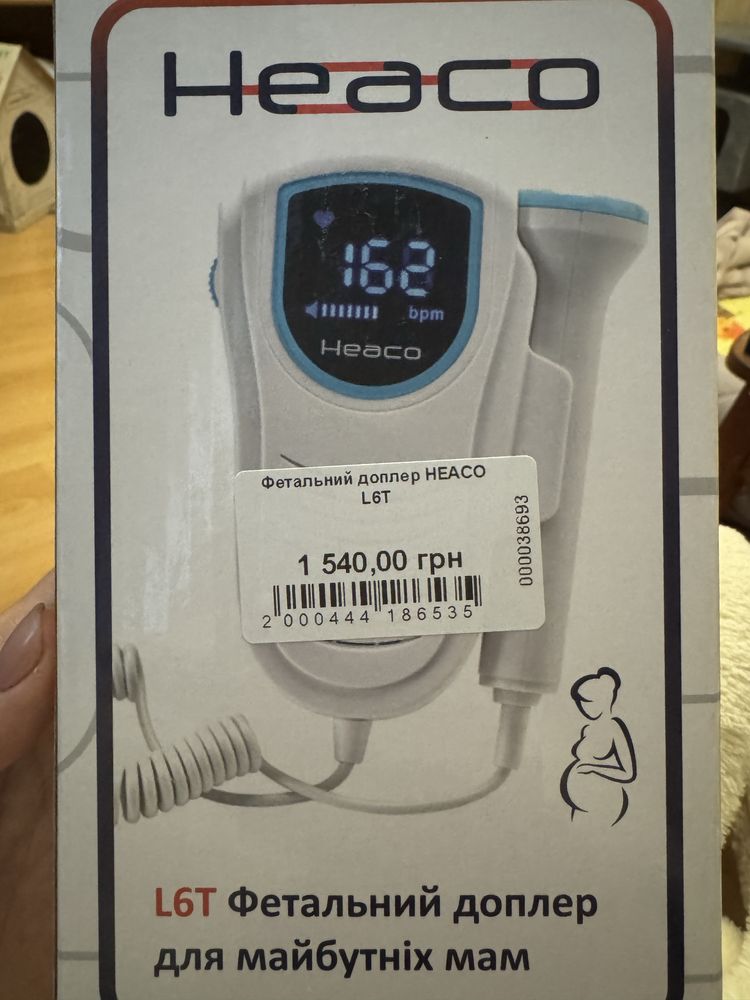 Heaco
162
bpm
Heaco
Фетальний доплер HEACO
L6T
1 540,00 грн
000038693
2 000444 186535
L6T Фетальний доплер
для майбутніх мам